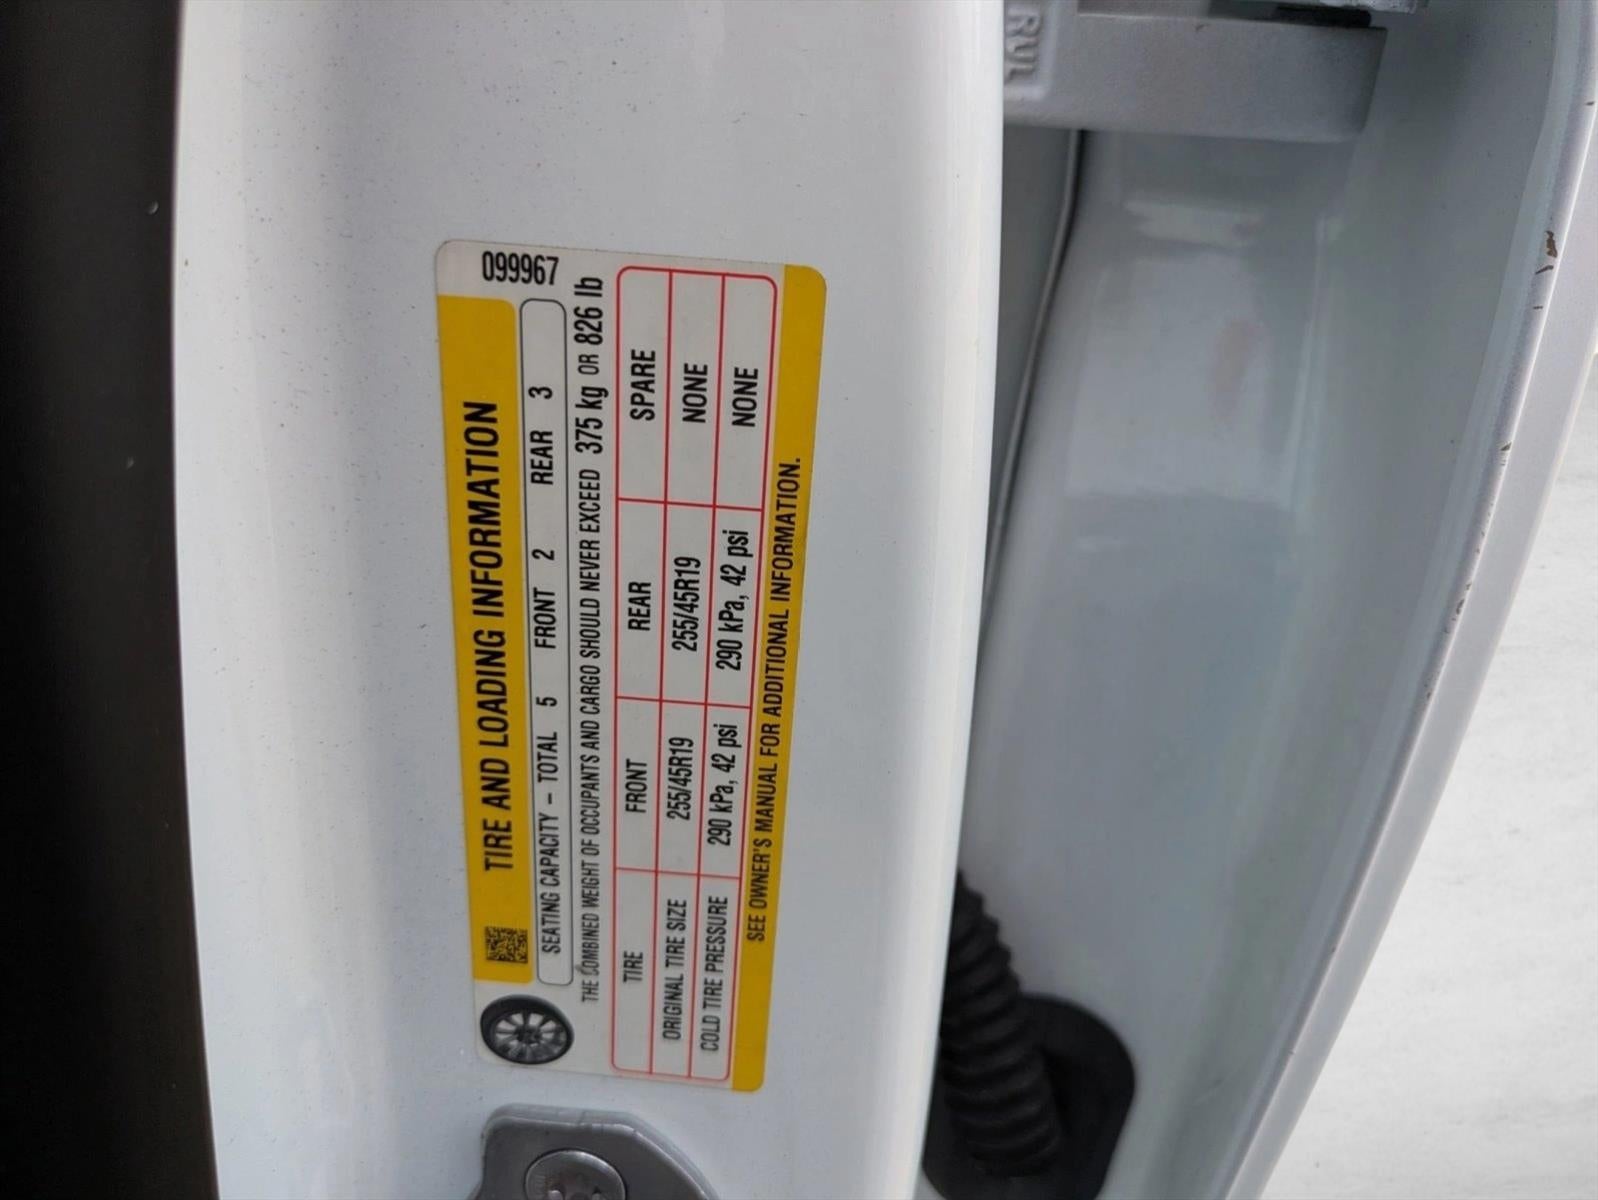 099967
TIRE AND LOADING INFORMATION
SEATING CAPACITY – TOTAL 5 FRONT 2 REAR 3
THE COMBINED WEIGHT OF OCCUPANTS AND CARGO SHOULD NEVER EXCEED 375 kg OR 826 lb
TIRE FRONT REAR SPARE
ORIGINAL TIRE SIZE 255/45R19 255/45R19 NONE
COLD TIRE PRESSURE 290 kPa, 42 psi 290 kPa, 42 psi NONE
SEE OWNER'S MANUAL FOR ADDITIONAL INFORMATION.
RVL